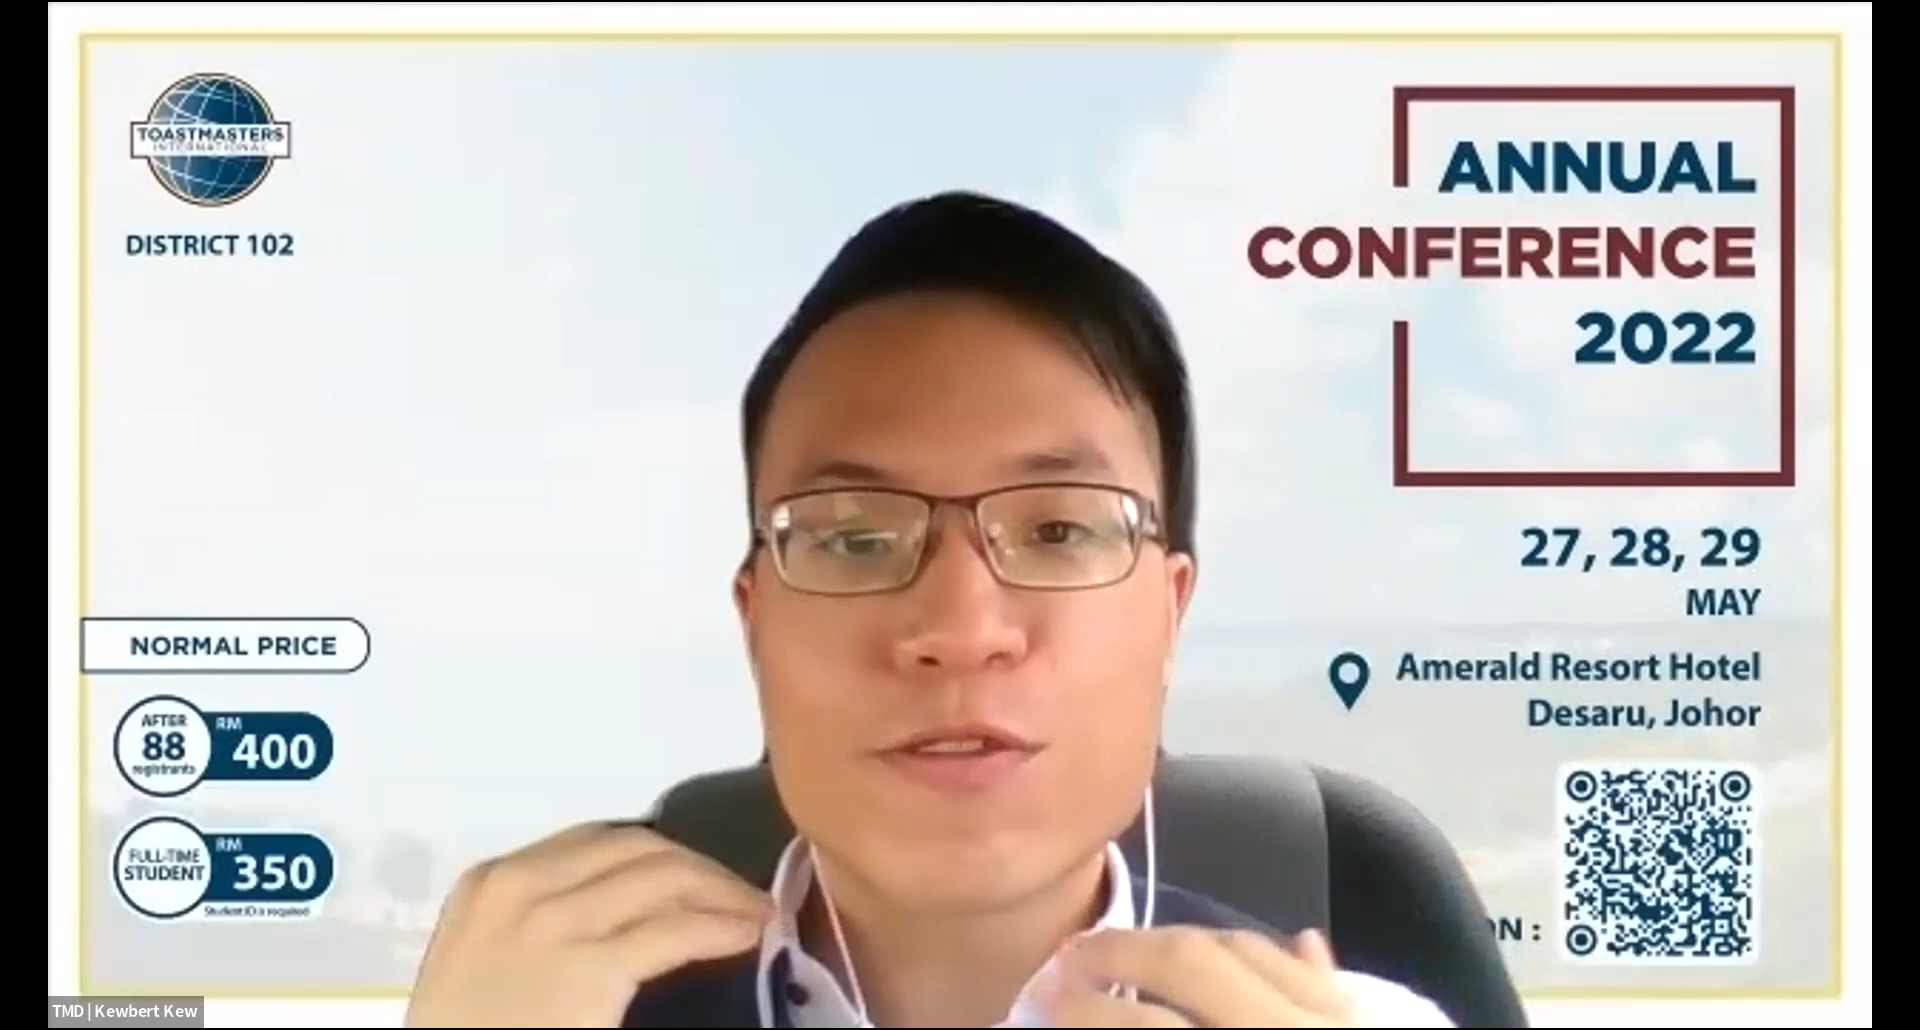 TOASTMASTERS
INTERNATIONAL
DISTRICT 102
ANNUAL
CONFERENCE
2022
27, 28, 29
MAY
Amerald Resort Hotel
Desaru, Johor
NORMAL PRICE
AFTER
88
registrants
RM
400
FULL-TIME
STUDENT
RM
350
Student ID is required
N :
TMD | Kewbert Kew